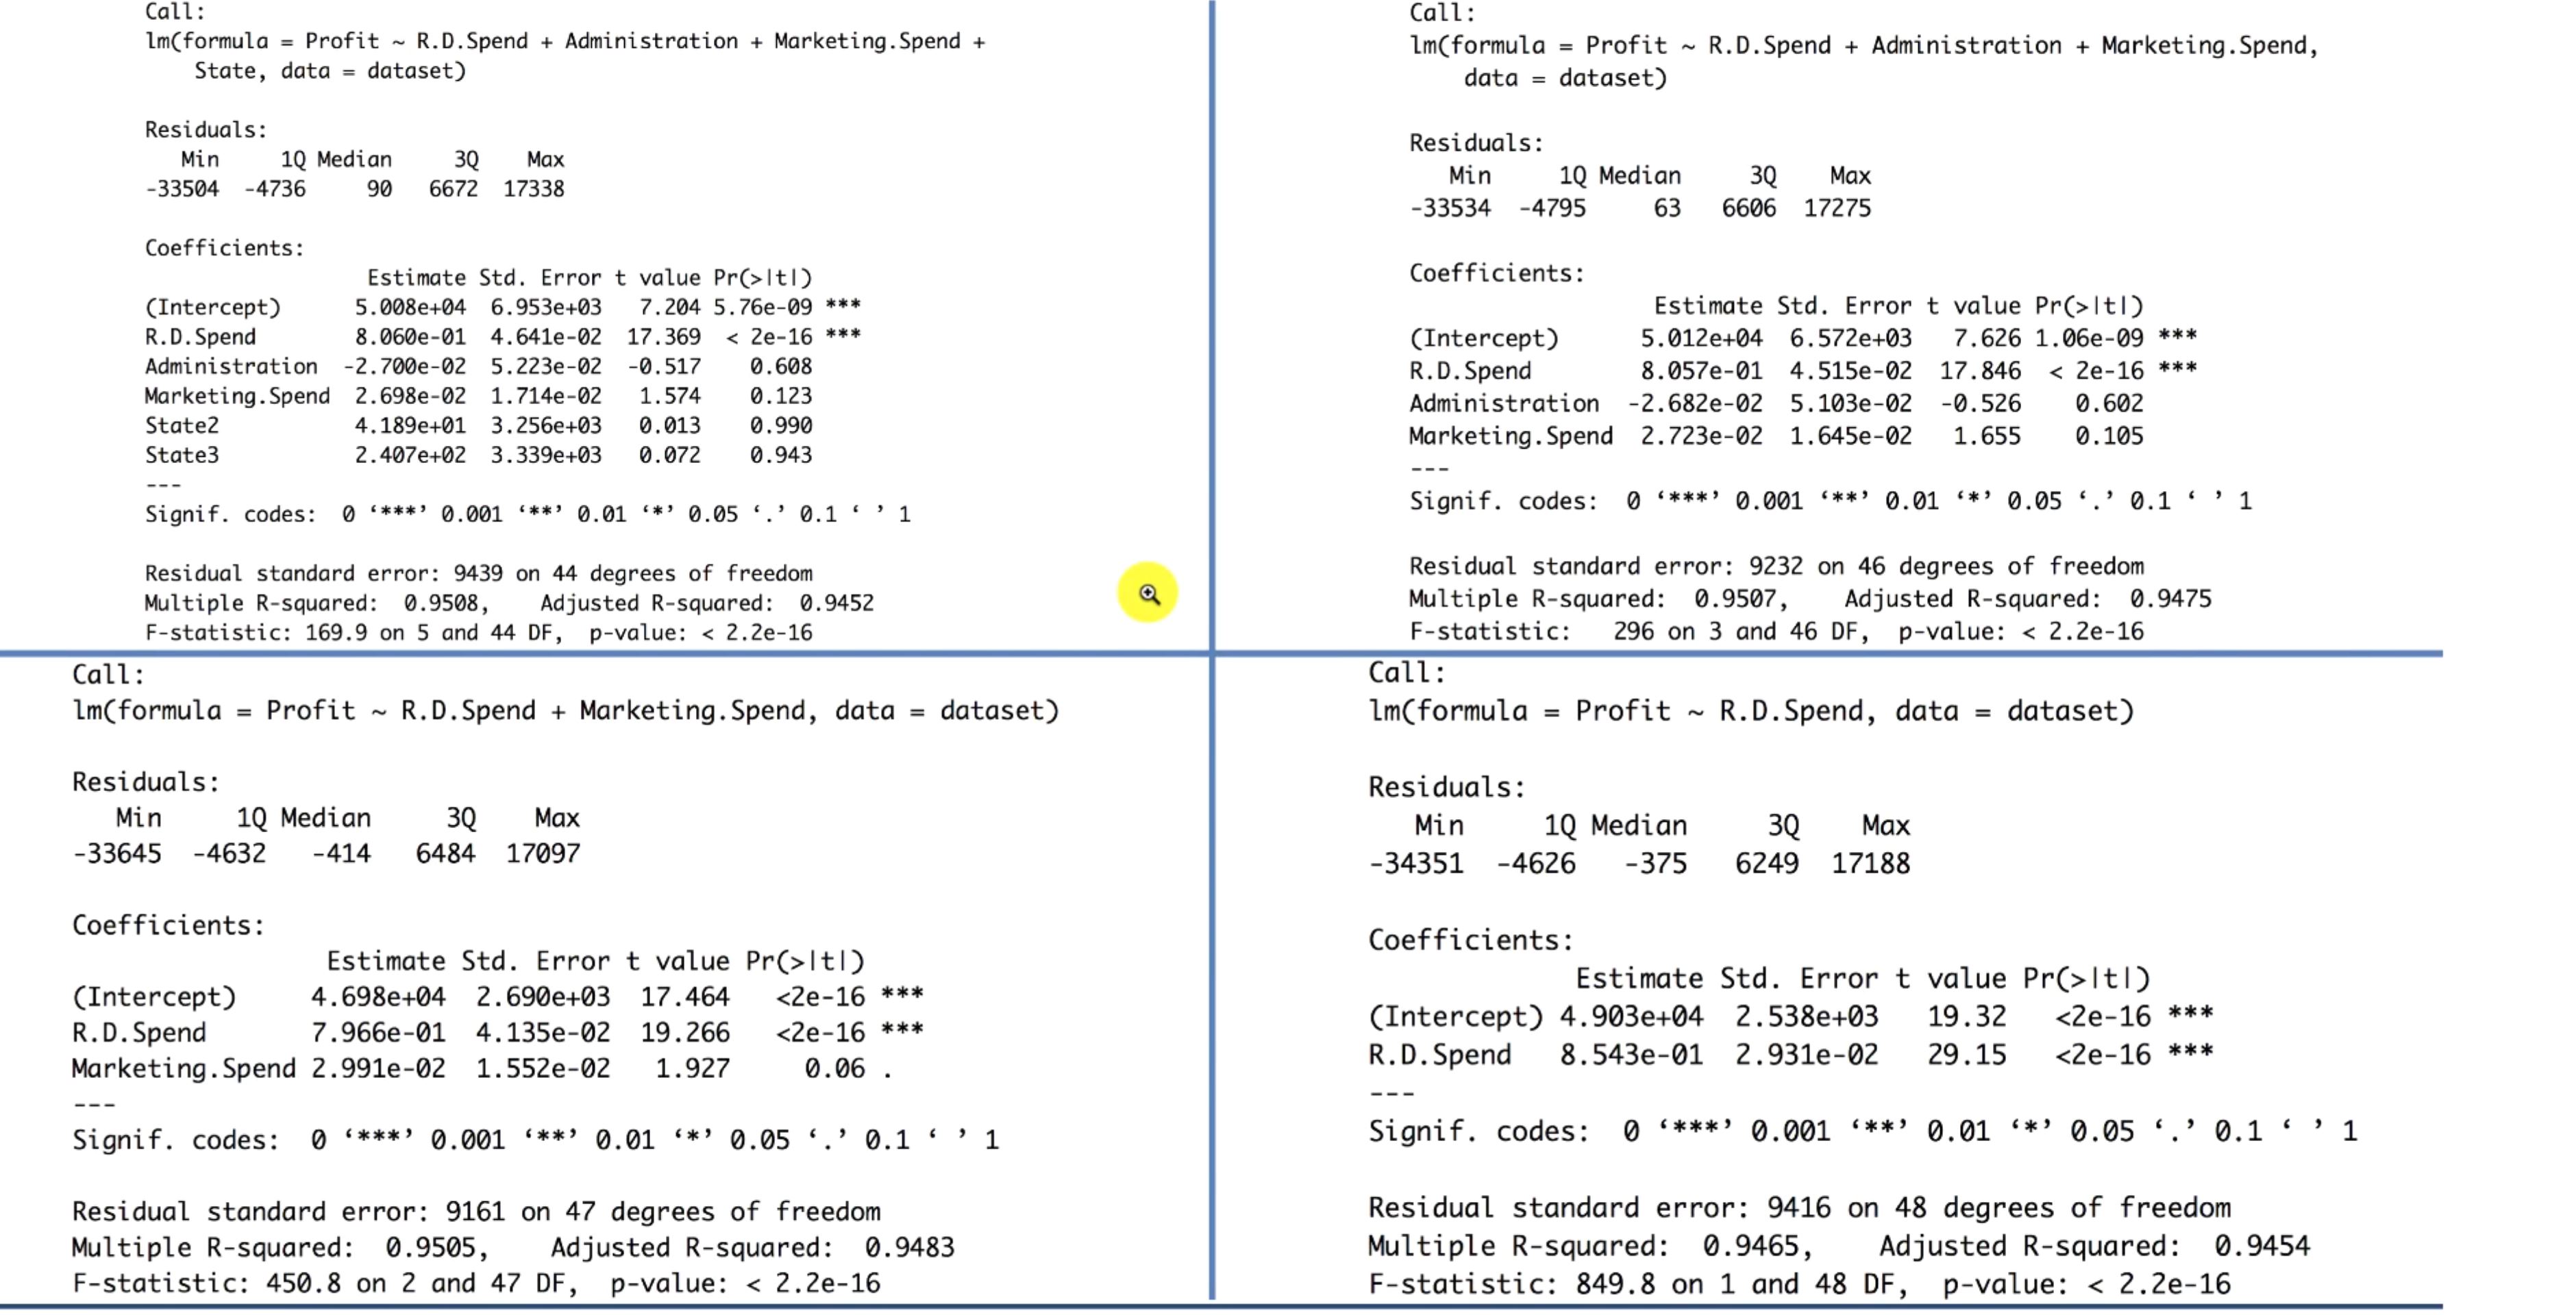 Call:
lm(formula = Profit ~ R.D.Spend + Administration + Marketing.Spend +
    State, data = dataset)
Residuals:
   Min     1Q Median     3Q    Max
-33504  -4736     90   6672  17338
Coefficients:
                  Estimate Std. Error t value Pr(>|t|)
(Intercept)      5.008e+04  6.953e+03   7.204 5.76e-09 ***
R.D.Spend        8.060e-01  4.641e-02  17.369  < 2e-16 ***
Administration  -2.700e-02  5.223e-02  -0.517    0.608
Marketing.Spend  2.698e-02  1.714e-02   1.574    0.123
State2           4.189e+01  3.256e+03   0.013    0.990
State3           2.407e+02  3.339e+03   0.072    0.943
---
Signif. codes:  0 ‘***’ 0.001 ‘**’ 0.01 ‘*’ 0.05 ‘.’ 0.1 ‘ ’ 1
Residual standard error: 9439 on 44 degrees of freedom
Multiple R-squared:  0.9508,    Adjusted R-squared:  0.9452
F-statistic: 169.9 on 5 and 44 DF,  p-value: < 2.2e-16
Call:
lm(formula = Profit ~ R.D.Spend + Administration + Marketing.Spend,
    data = dataset)
Residuals:
   Min     1Q Median     3Q    Max
-33534  -4795     63   6606  17275
Coefficients:
                  Estimate Std. Error t value Pr(>|t|)
(Intercept)      5.012e+04  6.572e+03   7.626 1.06e-09 ***
R.D.Spend        8.057e-01  4.515e-02  17.846  < 2e-16 ***
Administration  -2.682e-02  5.103e-02  -0.526    0.602
Marketing.Spend  2.723e-02  1.645e-02   1.655    0.105
---
Signif. codes:  0 ‘***’ 0.001 ‘**’ 0.01 ‘*’ 0.05 ‘.’ 0.1 ‘ ’ 1
Residual standard error: 9232 on 46 degrees of freedom
Multiple R-squared:  0.9507,    Adjusted R-squared:  0.9475
F-statistic:   296 on 3 and 46 DF,  p-value: < 2.2e-16
Call:
lm(formula = Profit ~ R.D.Spend + Marketing.Spend, data = dataset)
Residuals:
   Min     1Q Median     3Q    Max
-33645  -4632   -414   6484  17097
Coefficients:
                 Estimate Std. Error t value Pr(>|t|)
(Intercept)     4.698e+04  2.690e+03  17.464   <2e-16 ***
R.D.Spend       7.966e-01  4.135e-02  19.266   <2e-16 ***
Marketing.Spend 2.991e-02  1.552e-02   1.927     0.06 .
---
Signif. codes:  0 ‘***’ 0.001 ‘**’ 0.01 ‘*’ 0.05 ‘.’ 0.1 ‘ ’ 1
Residual standard error: 9161 on 47 degrees of freedom
Multiple R-squared:  0.9505,    Adjusted R-squared:  0.9483
F-statistic: 450.8 on 2 and 47 DF,  p-value: < 2.2e-16
Call:
lm(formula = Profit ~ R.D.Spend, data = dataset)
Residuals:
   Min     1Q Median     3Q    Max
-34351  -4626   -375   6249  17188
Coefficients:
             Estimate Std. Error t value Pr(>|t|)
(Intercept) 4.903e+04  2.538e+03   19.32   <2e-16 ***
R.D.Spend   8.543e-01  2.931e-02   29.15   <2e-16 ***
---
Signif. codes:  0 ‘***’ 0.001 ‘**’ 0.01 ‘*’ 0.05 ‘.’ 0.1 ‘ ’ 1
Residual standard error: 9416 on 48 degrees of freedom
Multiple R-squared:  0.9465,    Adjusted R-squared:  0.9454
F-statistic: 849.8 on 1 and 48 DF,  p-value: < 2.2e-16